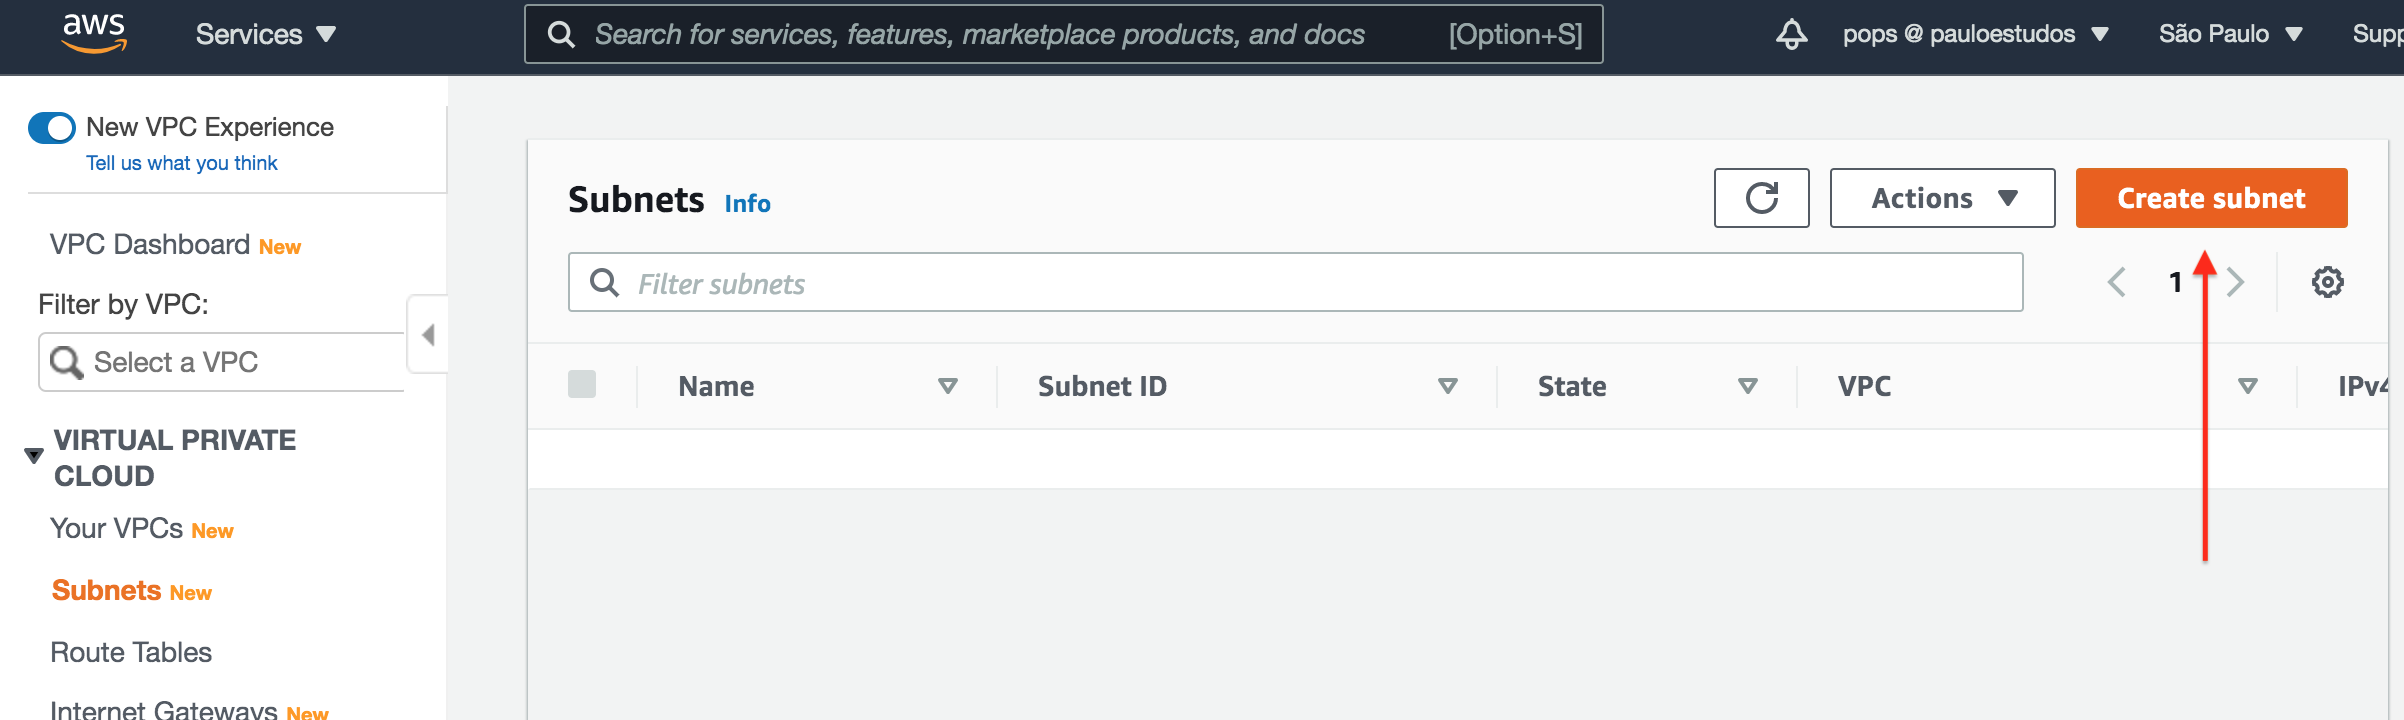 aws Services Search for services, features, marketplace products, and docs [Option+S] pops @ pauloestudos São Paulo Supp
New VPC Experience
Tell us what you think
VPC Dashboard New
Filter by VPC:
Select a VPC
VIRTUAL PRIVATE
CLOUD
Your VPCs New
Subnets New
Route Tables
Internet Gateways New
Subnets Info
Actions
Create subnet
Filter subnets
1
Name Subnet ID State VPC IPv4